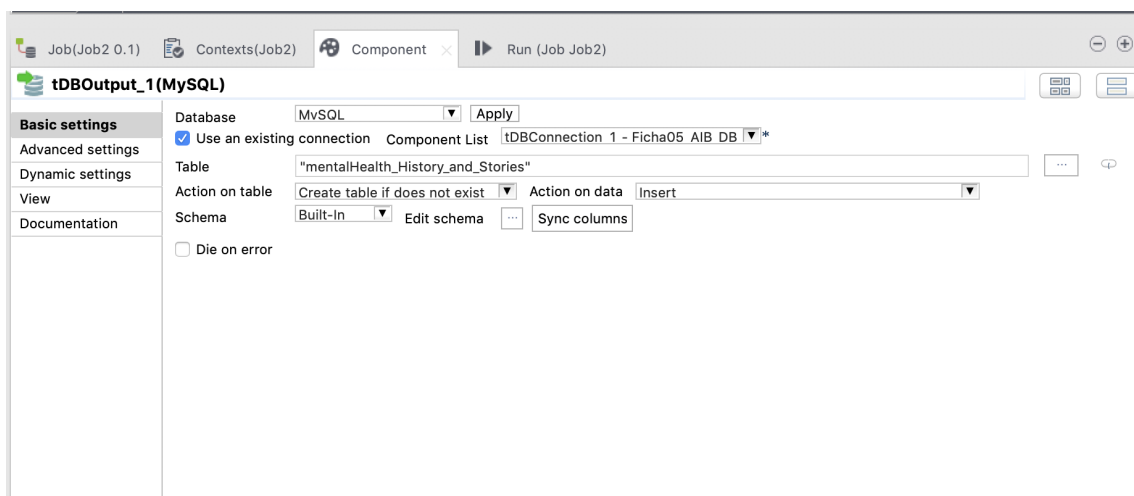 Job(Job2 0.1) Contexts(Job2) Component Run (Job Job2)
tDBOutput_1(MySQL)
Basic settings
Advanced settings
Dynamic settings
View
Documentation
Database MySQL Apply
Use an existing connection Component List tDBConnection_1 - Ficha05_AIB_DB *
Table "mentalHealth_History_and_Stories" ...
Action on table Create table if does not exist Action on data Insert
Schema Built-In Edit schema ... Sync columns
Die on error